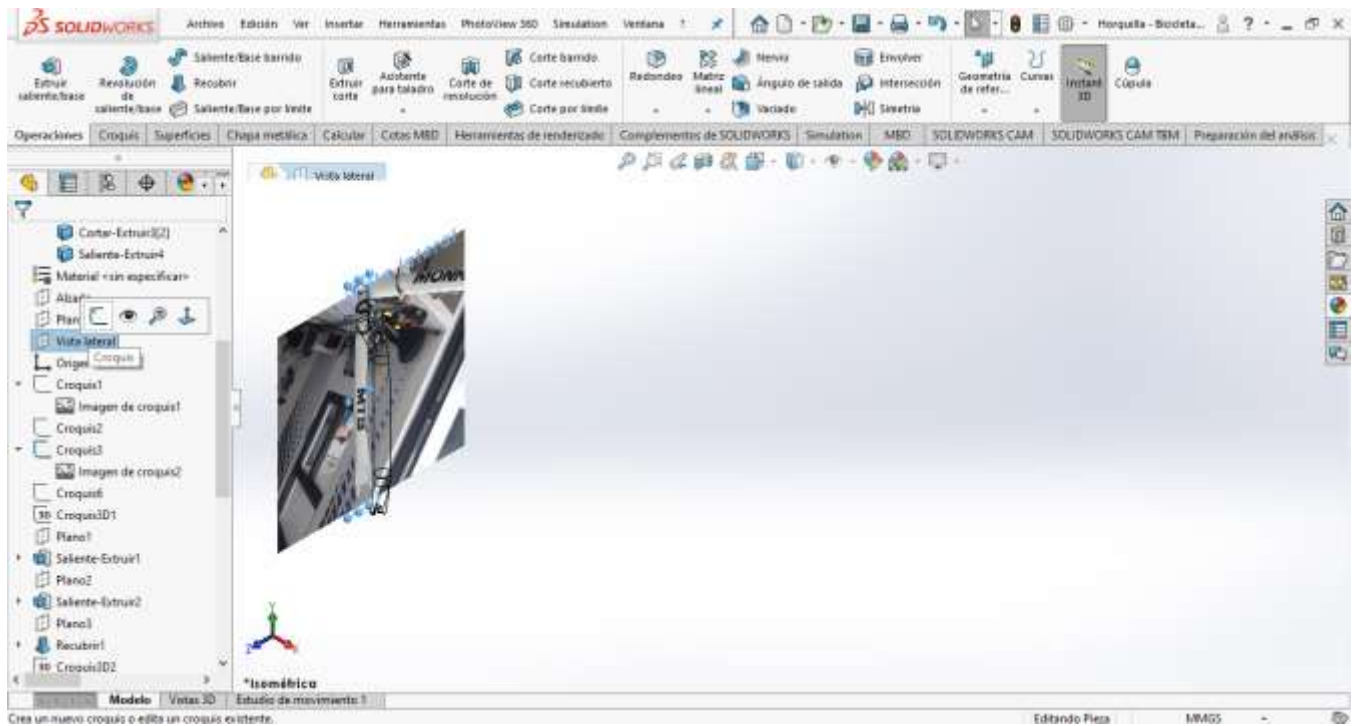 SOLIDWORKS
Archivo Edición Ver Insertar Herramientas PhotoView 360 Simulation Ventana ?
Horquilla - Bicicleta...
Extruir saliente/base
Revolución de saliente/base
Saliente/Base barrido
Recubrir
Saliente/Base por límite
Extruir corte
Asistente para taladro
Corte de revolución
Corte barrido
Corte recubierto
Corte por límite
Redondeo
Matriz lineal
Nervio
Ángulo de salida
Vaciado
Envolver
Intersección
Simetría
Geometría de refer...
Curvas
Instant 3D
Cúpula
Operaciones Croquis Superficies Chapa metálica Calcular Cotas MBD Herramientas de renderizado Complementos de SOLIDWORKS Simulation MBD SOLIDWORKS CAM SOLIDWORKS CAM TBM Preparación del análisis
Vista lateral
Cortar-Extruir3[2]
Saliente-Extruir4
Material <sin especificar>
Vista lateral
Croquis
Croquis1
Imagen de croquis1
Croquis2
Croquis3
Imagen de croquis2
Croquis6
3D Croquis3D1
Plano1
Saliente-Extruir1
Plano2
Saliente-Extruir2
Plano3
Recubrir1
3D Croquis3D2
MTB
Y
Z
X
*Isométrica
Modelo Vistas 3D Estudio de movimiento 1
Crea un nuevo croquis o edita un croquis existente.
Editando Pieza MMGS